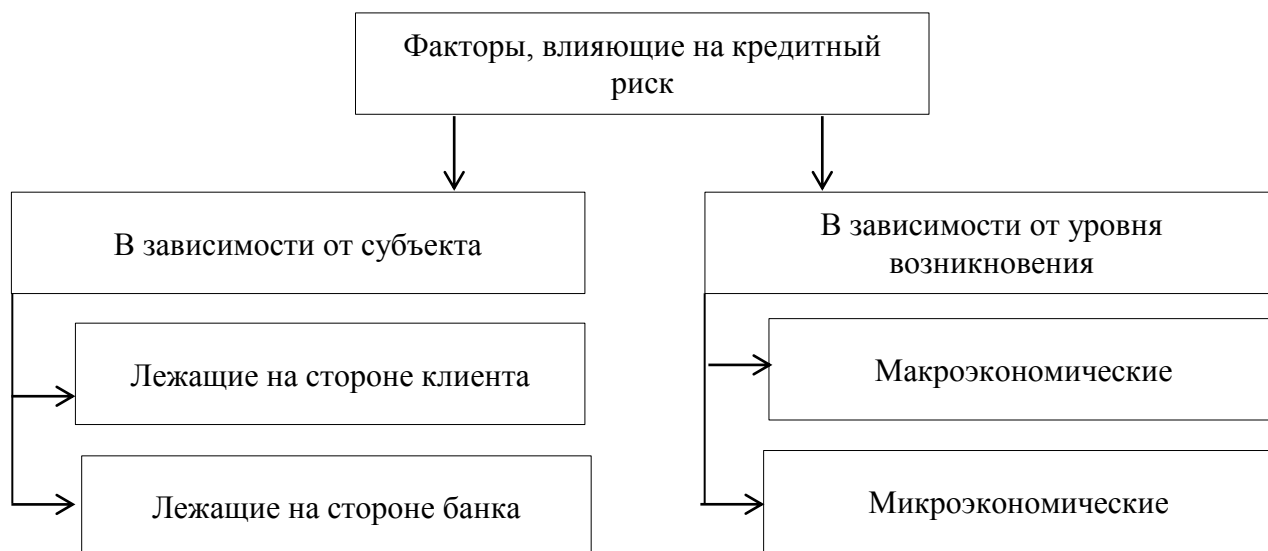 Факторы, влияющие на кредитный
риск
В зависимости от субъекта
Лежащие на стороне клиента
Лежащие на стороне банка
В зависимости от уровня
возникновения
Макроэкономические
Микроэкономические